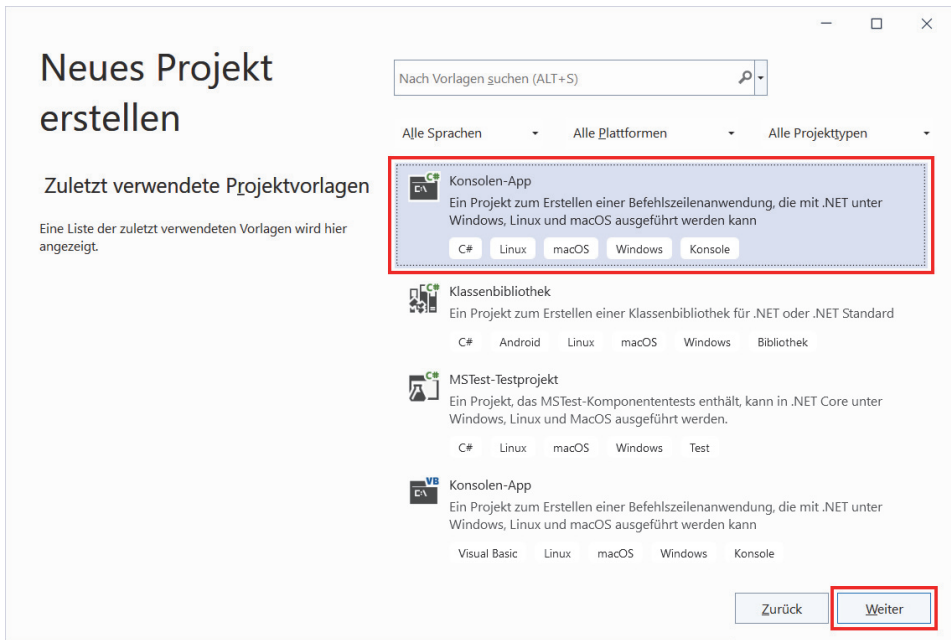 Neues Projekt
erstellen
Zuletzt verwendete Projektvorlagen
Eine Liste der zuletzt verwendeten Vorlagen wird hier
angezeigt.
Nach Vorlagen suchen (ALT+S)
Alle Sprachen
Alle Plattformen
Alle Projekttypen
C#
C:\
Konsolen-App
Ein Projekt zum Erstellen einer Befehlszeilenanwendung, die mit .NET unter
Windows, Linux und macOS ausgeführt werden kann
C# Linux macOS Windows Konsole
C#
Klassenbibliothek
Ein Projekt zum Erstellen einer Klassenbibliothek für .NET oder .NET Standard
C# Android Linux macOS Windows Bibliothek
C#
MSTest-Testprojekt
Ein Projekt, das MSTest-Komponententests enthält, kann in .NET Core unter
Windows, Linux und MacOS ausgeführt werden.
C# Linux macOS Windows Test
VB
C:\
Konsolen-App
Ein Projekt zum Erstellen einer Befehlszeilenanwendung, die mit .NET unter
Windows, Linux und macOS ausgeführt werden kann
Visual Basic Linux macOS Windows Konsole
Zurück
Weiter